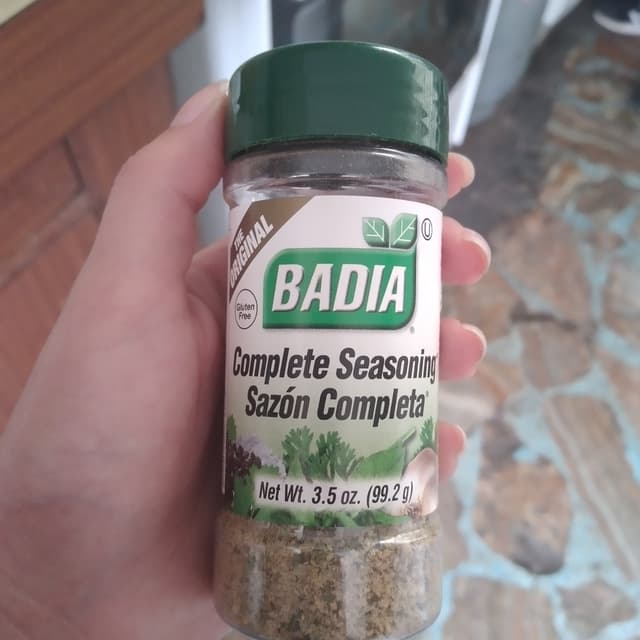 THE
ORIGINAL
U
BADIA®
Gluten
Free
Complete Seasoning®
Sazón Completa®
Net Wt. 3.5 oz. (99.2 g)